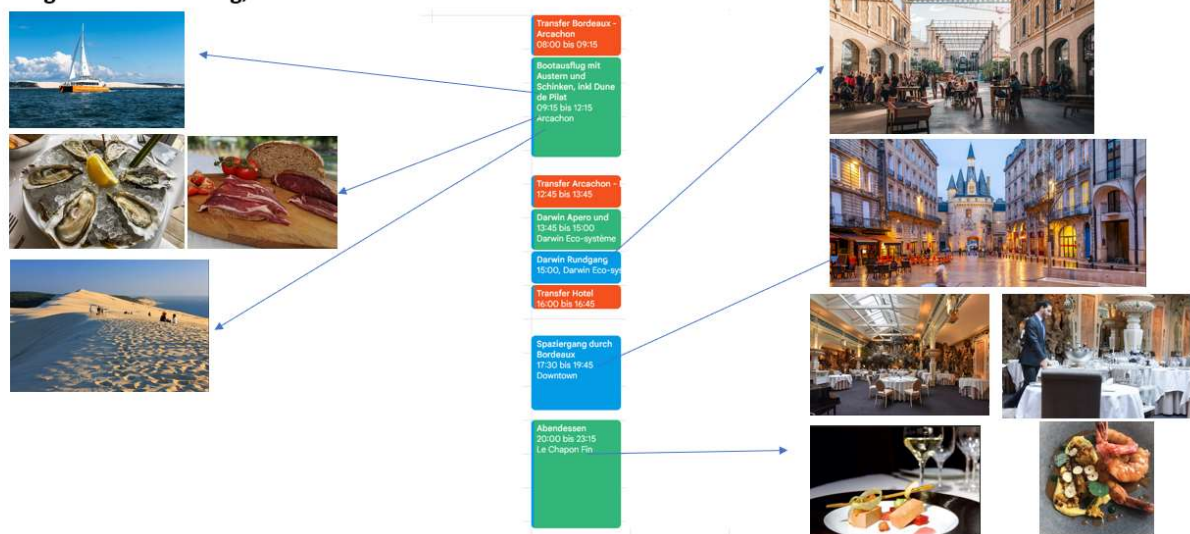 Transfer Bordeaux -
Arcachon
08:00 bis 09:15
Bootausflug mit
Austern und
Schinken, inkl Dune
de Pilat
09:15 bis 12:15
Arcachon
Transfer Arcachon -
12:45 bis 13:45
Darwin Apero und
13:45 bis 15:00
Darwin Eco-système
Darwin Rundgang
15:00, Darwin Eco-sys
Transfer Hotel
16:00 bis 16:45
Spaziergang durch
Bordeaux
17:30 bis 19:45
Downtown
Abendessen
20:00 bis 23:15
Le Chapon Fin